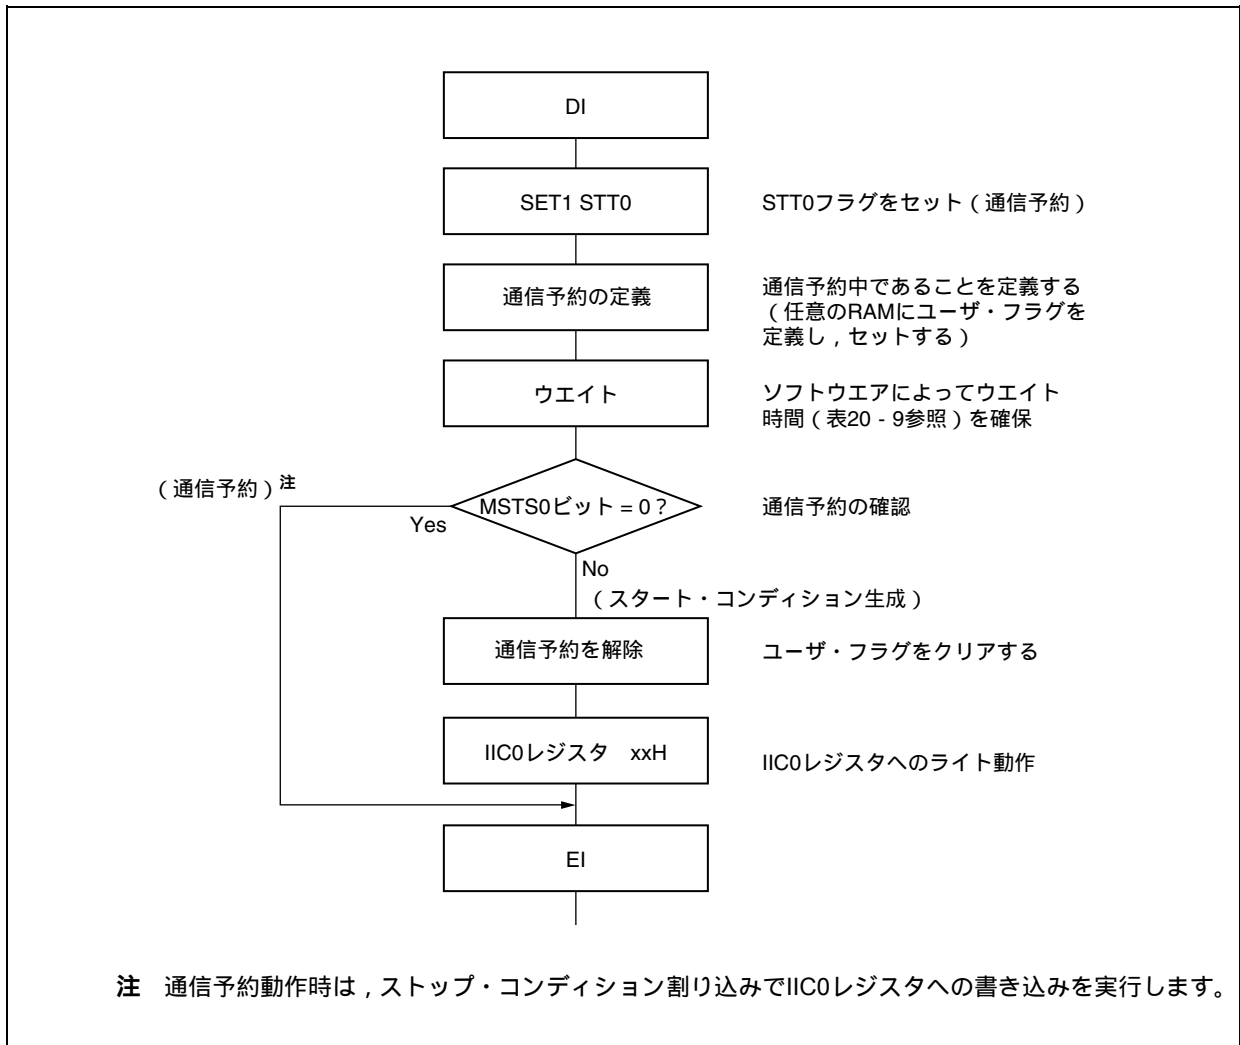 DI
SET1 STT0
STT0フラグをセット（通信予約）
通信予約の定義
通信予約中であることを定義する
（任意のRAMにユーザ・フラグを
定義し，セットする）
ウエイト
ソフトウエアによってウエイト
時間（表20 - 9参照）を確保
（通信予約）注
MSTS0ビット = 0？
通信予約の確認
Yes
No
（スタート・コンディション生成）
通信予約を解除
ユーザ・フラグをクリアする
IIC0レジスタ　xxH
IIC0レジスタへのライト動作
EI
注　通信予約動作時は，ストップ・コンディション割り込みでIIC0レジスタへの書き込みを実行します。